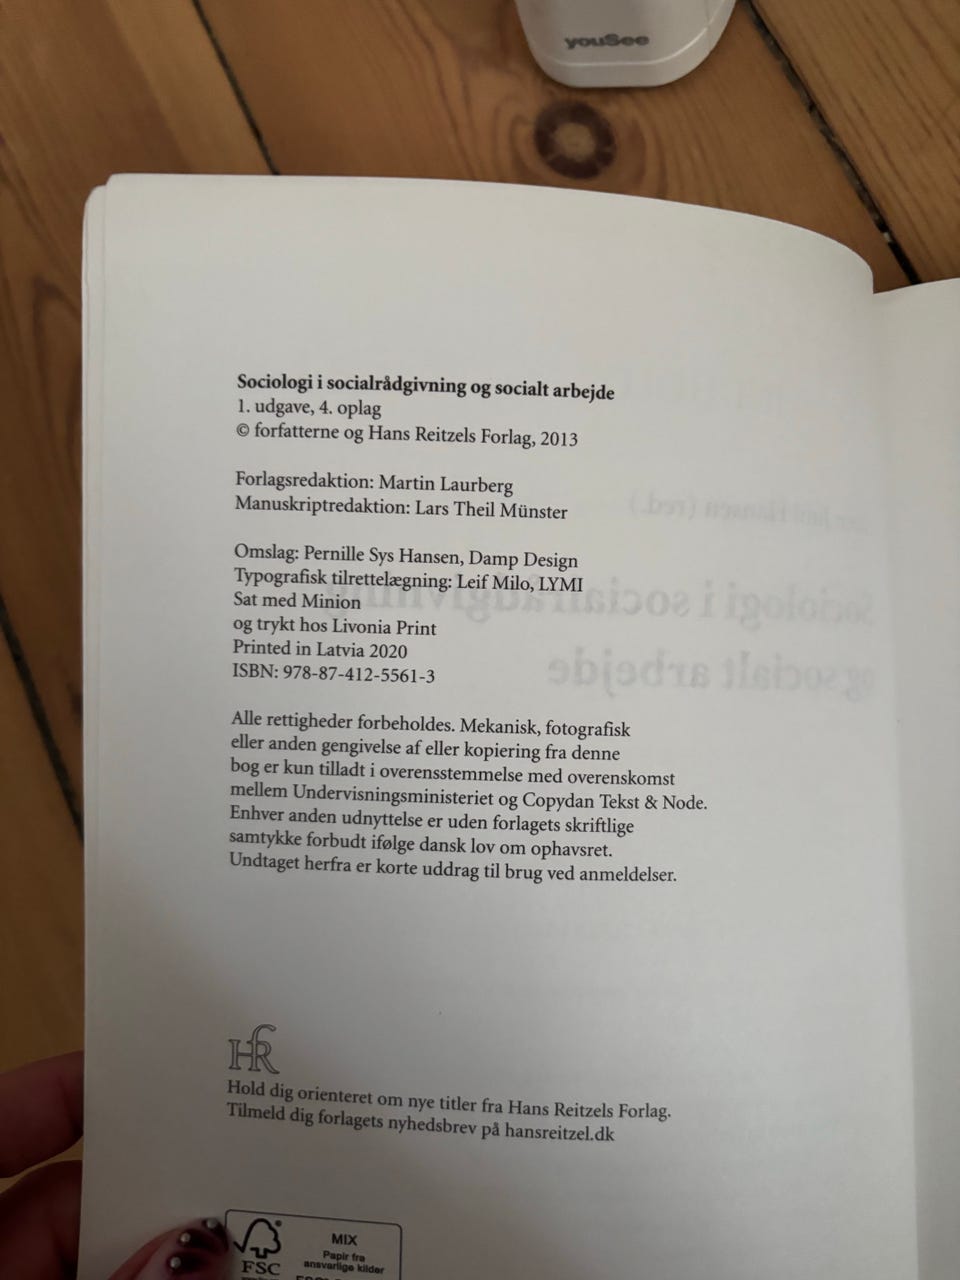 youSee
Sociologi i socialrådgivning og socialt arbejde
1. udgave, 4. oplag
© forfatterne og Hans Reitzels Forlag, 2013
Forlagsredaktion: Martin Laurberg
Manuskriptredaktion: Lars Theil Münster
Omslag: Pernille Sys Hansen, Damp Design
Typografisk tilrettelægning: Leif Milo, LYMI
Sat med Minion
og trykt hos Livonia Print
Printed in Latvia 2020
ISBN: 978-87-412-5561-3
Alle rettigheder forbeholdes. Mekanisk, fotografisk
eller anden gengivelse af eller kopiering fra denne
bog er kun tilladt i overensstemmelse med overenskomst
mellem Undervisningsministeriet og Copydan Tekst & Node.
Enhver anden udnyttelse er uden forlagets skriftlige
samtykke forbudt ifølge dansk lov om ophavsret.
Undtaget herfra er korte uddrag til brug ved anmeldelser.
HR
Hold dig orienteret om nye titler fra Hans Reitzels Forlag.
Tilmeld dig forlagets nyhedsbrev på hansreitzel.dk
FSC
MIX
Papir fra
ansvarlige kilder